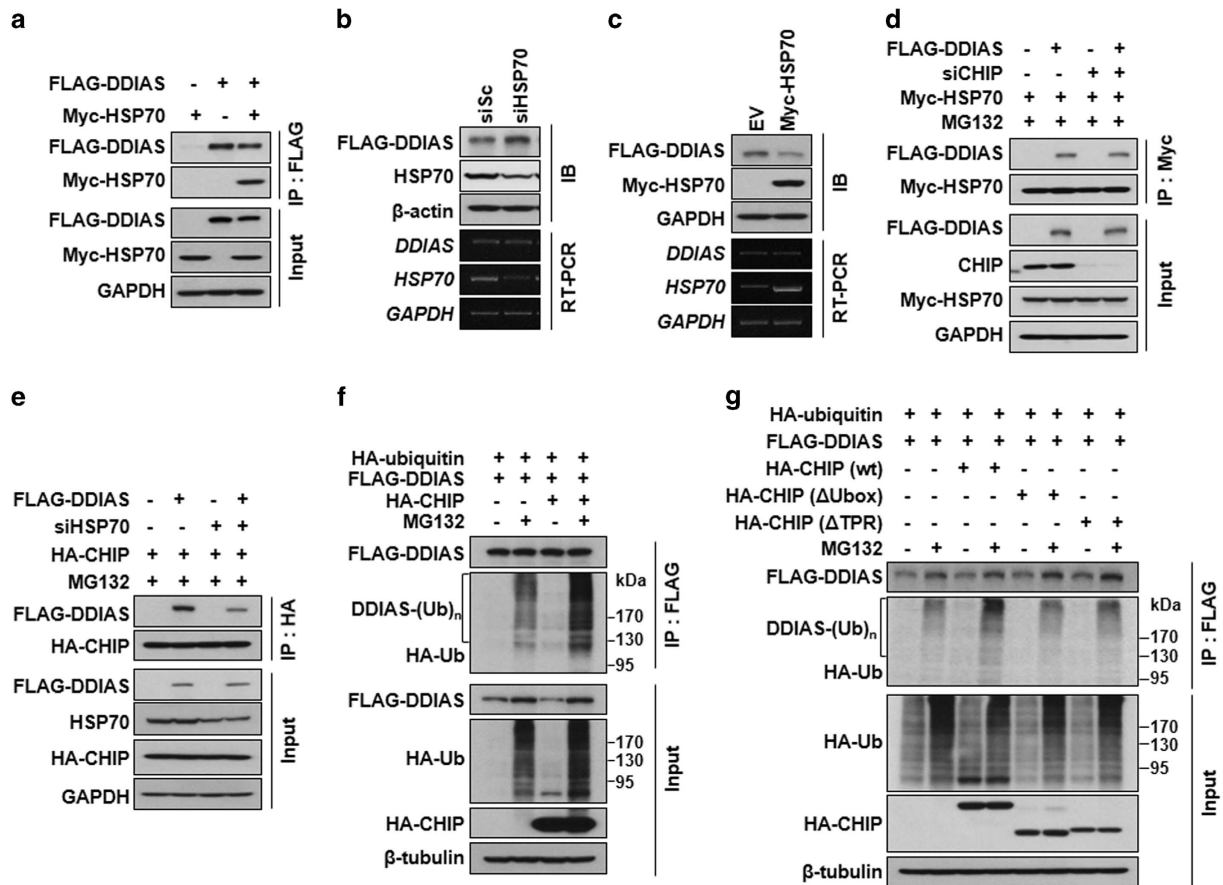 a
FLAG-DDIAS - + +
Myc-HSP70 + - +
FLAG-DDIAS
Myc-HSP70
IP : FLAG
FLAG-DDIAS
Myc-HSP70
GAPDH
Input
b
siSc
siHSP70
FLAG-DDIAS
HSP70
β-actin
IB
DDIAS
HSP70
GAPDH
RT-PCR
c
EV
Myc-HSP70
FLAG-DDIAS
Myc-HSP70
GAPDH
IB
DDIAS
HSP70
GAPDH
RT-PCR
d
FLAG-DDIAS - + - +
siCHIP - - + +
Myc-HSP70 + + + +
MG132 + + + +
FLAG-DDIAS
Myc-HSP70
IP : Myc
FLAG-DDIAS
CHIP
Myc-HSP70
GAPDH
Input
e
FLAG-DDIAS - + - +
siHSP70 - - + +
HA-CHIP + + + +
MG132 + + + +
FLAG-DDIAS
HA-CHIP
IP : HA
FLAG-DDIAS
HSP70
HA-CHIP
GAPDH
Input
f
HA-ubiquitin + + + +
FLAG-DDIAS + + + +
HA-CHIP - - + +
MG132 - + - +
FLAG-DDIAS
kDa
DDIAS-(Ub)n
-170
-130
HA-Ub
-95
IP : FLAG
FLAG-DDIAS
HA-Ub
-170
-130
-95
HA-CHIP
β-tubulin
Input
g
HA-ubiquitin + + + + + + + +
FLAG-DDIAS + + + + + + + +
HA-CHIP (wt) - - + + - - - -
HA-CHIP (ΔUbox) - - - - + + - -
HA-CHIP (ΔTPR) - - - - - - + +
MG132 - + - + - + - +
FLAG-DDIAS
kDa
DDIAS-(Ub)n
-170
-130
HA-Ub
-95
IP : FLAG
HA-Ub
-170
-130
-95
HA-CHIP
β-tubulin
Input